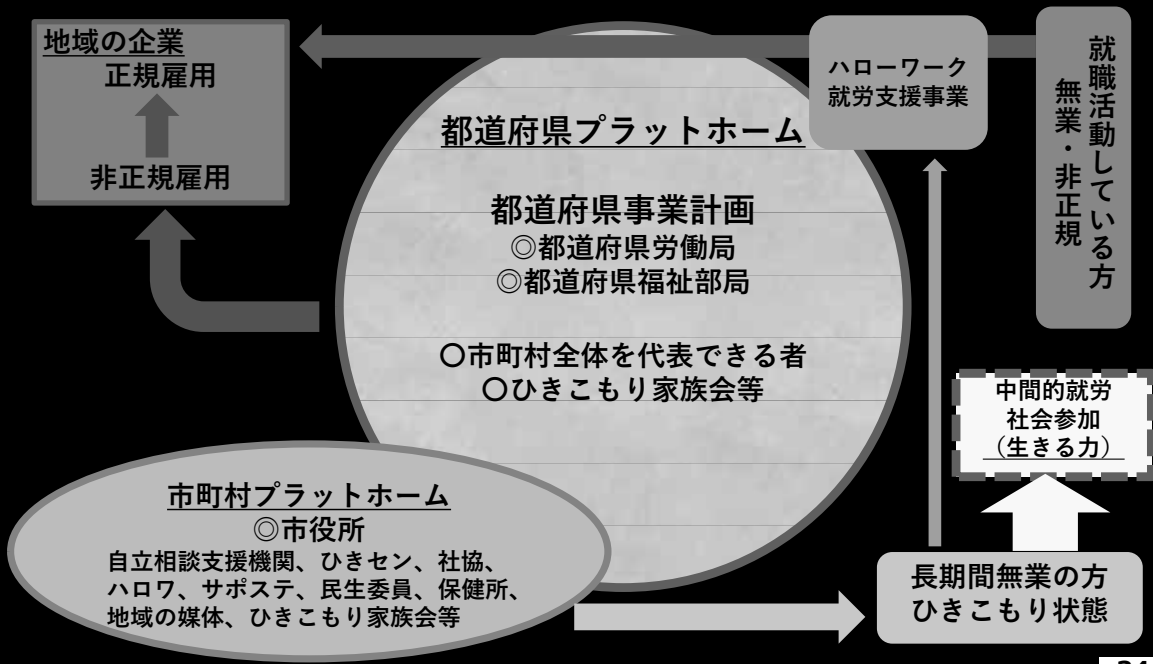 地域の企業
正規雇用
非正規雇用
ハローワーク
就労支援事業
就職活動している方
無業・非正規
都道府県プラットホーム
都道府県事業計画
◎都道府県労働局
◎都道府県福祉部局
〇市町村全体を代表できる者
〇ひきこもり家族会等
中間的就労
社会参加
（生きる力）
市町村プラットホーム
◎市役所
自立相談支援機関、ひきセン、社協、
ハロワ、サポステ、民生委員、保健所、
地域の媒体、ひきこもり家族会等
長期間無業の方
ひきこもり状態